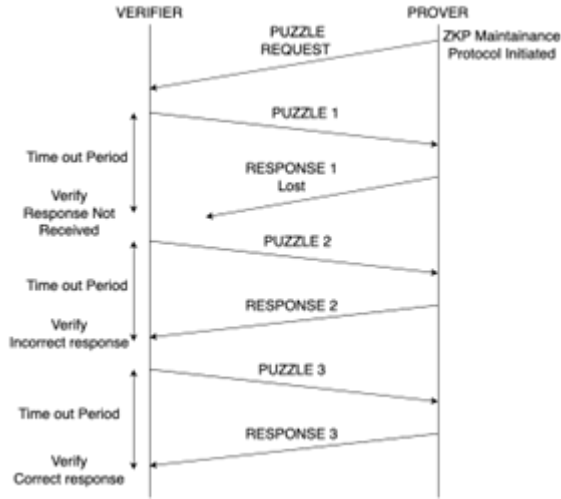 VERIFIER
PROVER
PUZZLE
REQUEST
ZKP Maintainance
Protocol Initiated
PUZZLE 1
Time out Period
RESPONSE 1
Lost
Verify
Response Not
Received
PUZZLE 2
Time out Period
RESPONSE 2
Verify
Incorrect response
PUZZLE 3
Time out Period
RESPONSE 3
Verify
Correct response